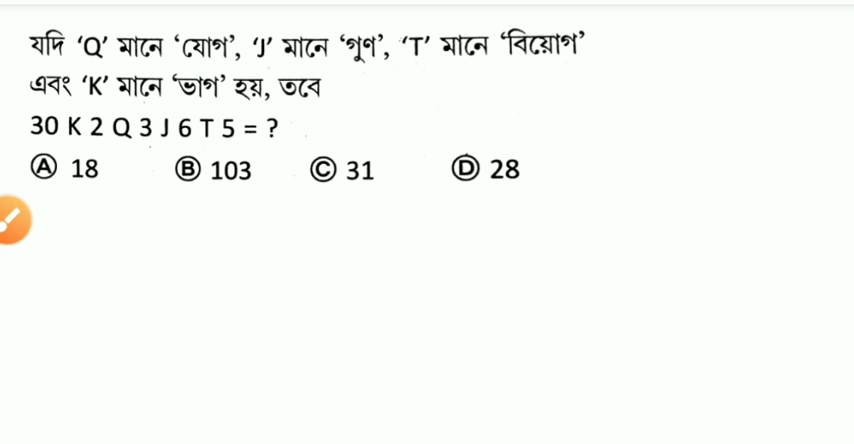 যদি ‘Q’ মানে ‘যোগ’, ‘J’ মানে ‘গুণ’, ‘T’ মানে ‘বিয়োগ’
এবং ‘K’ মানে ‘ভাগ’ হয়, তবে
30 K 2 Q 3 J 6 T 5 = ?
Ⓐ 18 Ⓑ 103 Ⓒ 31 Ⓓ 28